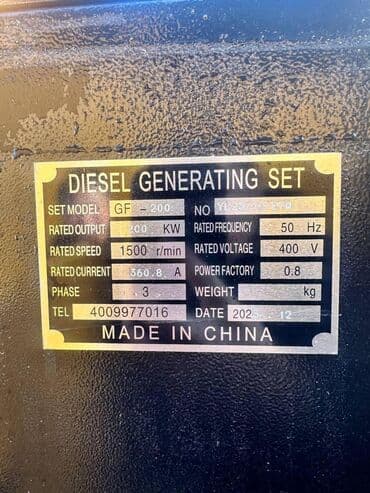 DIESEL GENERATING SET
SET MODEL GF -200 NO
RATED OUTPUT 200 KW RATED FREQUENCY 50 Hz
RATED SPEED 1500 r/min RATED VOLTAGE 400 V
RATED CURRENT 360.8 A POWER FACTORY 0.8
PHASE 3 WEIGHT kg
TEL 4009977016 DATE 12
MADE IN CHINA